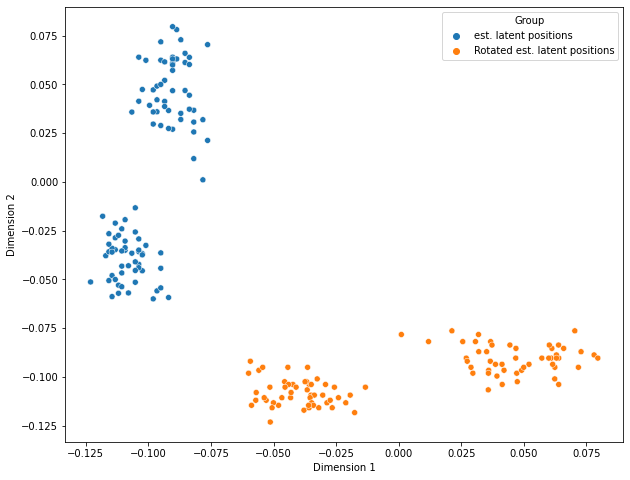 Group
est. latent positions
Rotated est. latent positions
0.075
0.050
0.025
0.000
−0.025
−0.050
−0.075
−0.100
−0.125
Dimension 2
−0.125 −0.100 −0.075 −0.050 −0.025 0.000 0.025 0.050 0.075
Dimension 1